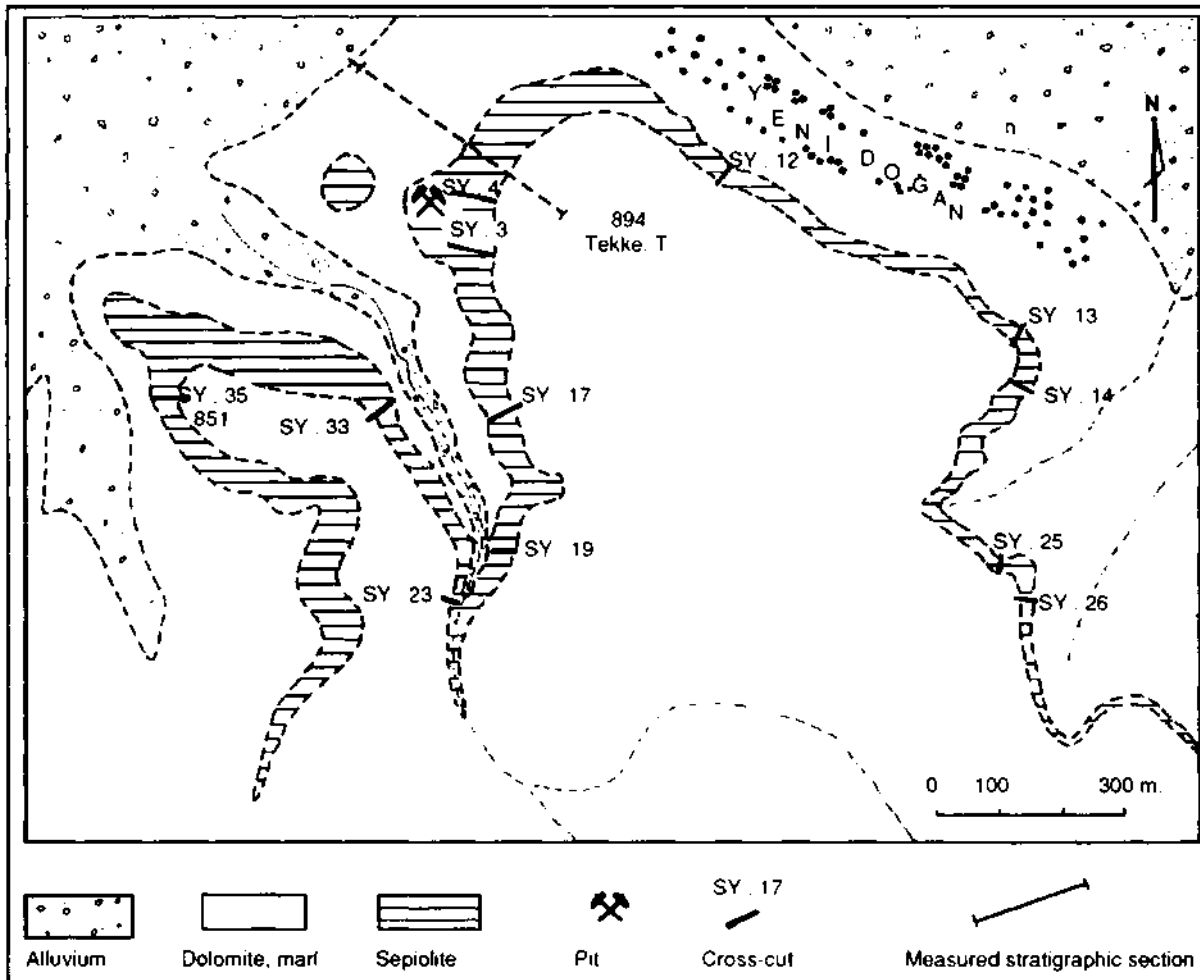 YENIDOGAN
N
n
SY . 12
SY . 4
894
Tekke. T
SY . 3
SY . 13
SY . 35
851
SY . 17
SY . 14
SY . 33
SY . 25
SY . 19
SY . 23
SY . 26
0 100 300 m.
SY . 17
Alluvium
Dolomite, marl
Sepiolite
Pit
Cross-cut
Measured stratigraphic section